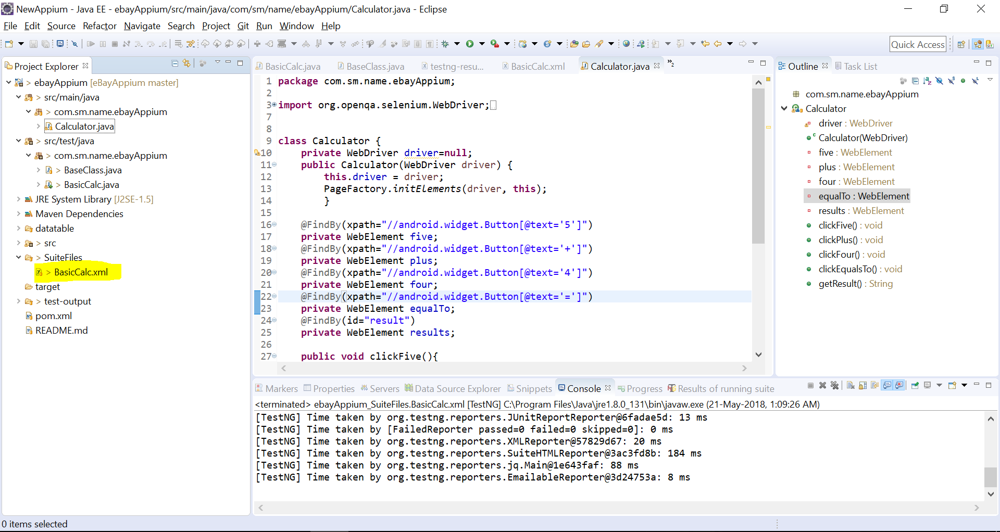 NewAppium - Java EE - ebayAppium/src/main/java/com/sm/name/ebayAppium/Calculator.java - Eclipse
File Edit Source Refactor Navigate Search Project Git Run Window Help
Quick Access
Project Explorer
> ebayAppium [eBayAppium master]
> src/main/java
> com.sm.name.ebayAppium
Calculator.java
> src/test/java
> com.sm.name.ebayAppium
> BaseClass.java
> BasicCalc.java
JRE System Library [J2SE-1.5]
Maven Dependencies
datatable
> src
> SuiteFiles
> BasicCalc.xml
target
> test-output
pom.xml
README.md
BasicCalc.java BaseClass.java testng-resu... BasicCalc.xml Calculator.java »2
1 package com.sm.name.ebayAppium;
2
3 import org.openqa.selenium.WebDriver;
7
8
9 class Calculator {
10 private WebDriver driver=null;
11 public Calculator(WebDriver driver) {
12 this.driver = driver;
13 PageFactory.initElements(driver, this);
14 }
15
16 @FindBy(xpath="//android.widget.Button[@text='5']")
17 private WebElement five;
18 @FindBy(xpath="//android.widget.Button[@text='+']")
19 private WebElement plus;
20 @FindBy(xpath="//android.widget.Button[@text='4']")
21 private WebElement four;
22 @FindBy(xpath="//android.widget.Button[@text='=']")
23 private WebElement equalTo;
24 @FindBy(id="result")
25 private WebElement results;
26
27 public void clickFive(){
Outline Task List
com.sm.name.ebayAppium
Calculator
driver : WebDriver
Calculator(WebDriver)
five : WebElement
plus : WebElement
four : WebElement
equalTo : WebElement
results : WebElement
clickFive() : void
clickPlus() : void
clickFour() : void
clickEqualsTo() : void
getResult() : String
Markers Properties Servers Data Source Explorer Snippets Console Progress Results of running suite
<terminated> ebayAppium_SuiteFiles.BasicCalc.xml [TestNG] C:\Program Files\Java\jre1.8.0_131\bin\javaw.exe (21-May-2018, 1:09:26 AM)
[TestNG] Time taken by org.testng.reporters.JUnitReportReporter@6fadae5d: 13 ms
[TestNG] Time taken by [FailedReporter passed=0 failed=0 skipped=0]: 0 ms
[TestNG] Time taken by org.testng.reporters.XMLReporter@57829d67: 20 ms
[TestNG] Time taken by org.testng.reporters.SuiteHTMLReporter@3ac3fd8b: 184 ms
[TestNG] Time taken by org.testng.reporters.jq.Main@1e643faf: 88 ms
[TestNG] Time taken by org.testng.reporters.EmailableReporter@3d24753a: 8 ms
0 items selected